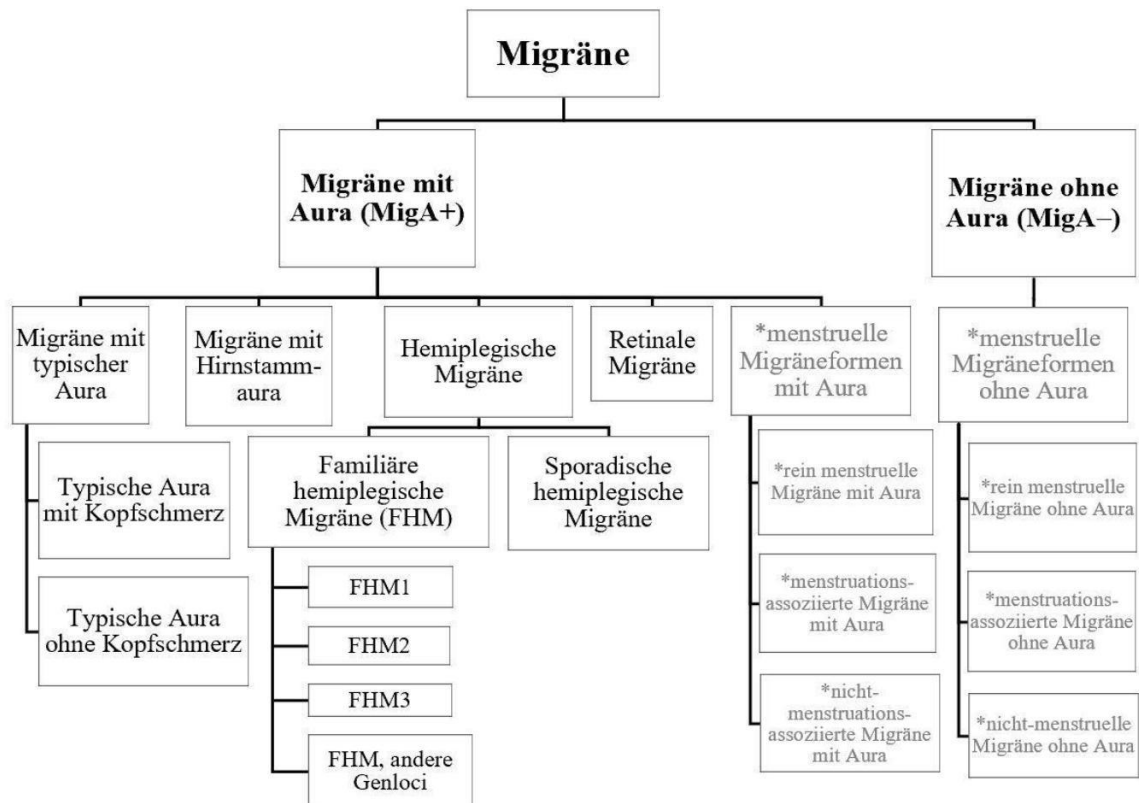 Migräne
Migräne mit
Aura (MigA+)
Migräne ohne
Aura (MigA−)
Migräne mit
typischer
Aura
Migräne mit
Hirnstamm-
aura
Hemiplegische
Migräne
Retinale
Migräne
*menstruelle
Migräneformen
mit Aura
*menstruelle
Migräneformen
ohne Aura
Typische Aura
mit Kopfschmerz
Typische Aura
ohne Kopfschmerz
Familiäre
hemiplegische
Migräne (FHM)
Sporadische
hemiplegische
Migräne
FHM1
FHM2
FHM3
FHM, andere
Genloci
*rein menstruelle
Migräne mit Aura
*menstruations-
assoziierte Migräne
mit Aura
*nicht-
menstruations-
assoziierte Migräne
mit Aura
*rein menstruelle
Migräne ohne Aura
*menstruations-
assoziierte Migräne
ohne Aura
*nicht-menstruelle
Migräne ohne Aura